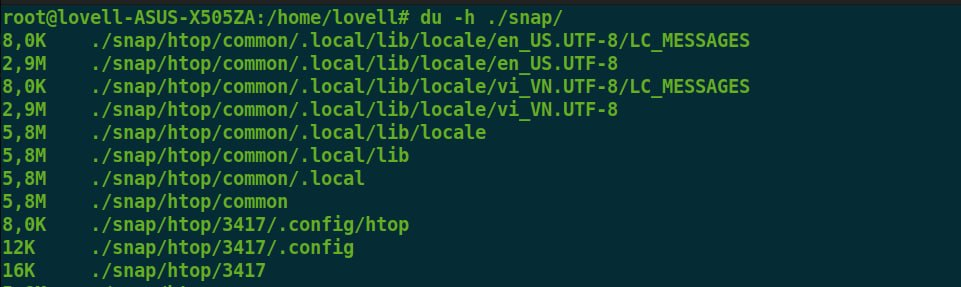 root@lovell-ASUS-X505ZA:/home/lovell# du -h ./snap/
8,0K	./snap/htop/common/.local/lib/locale/en_US.UTF-8/LC_MESSAGES
2,9M	./snap/htop/common/.local/lib/locale/en_US.UTF-8
8,0K	./snap/htop/common/.local/lib/locale/vi_VN.UTF-8/LC_MESSAGES
2,9M	./snap/htop/common/.local/lib/locale/vi_VN.UTF-8
5,8M	./snap/htop/common/.local/lib/locale
5,8M	./snap/htop/common/.local/lib
5,8M	./snap/htop/common/.local
5,8M	./snap/htop/common
8,0K	./snap/htop/3417/.config/htop
12K	./snap/htop/3417/.config
16K	./snap/htop/3417